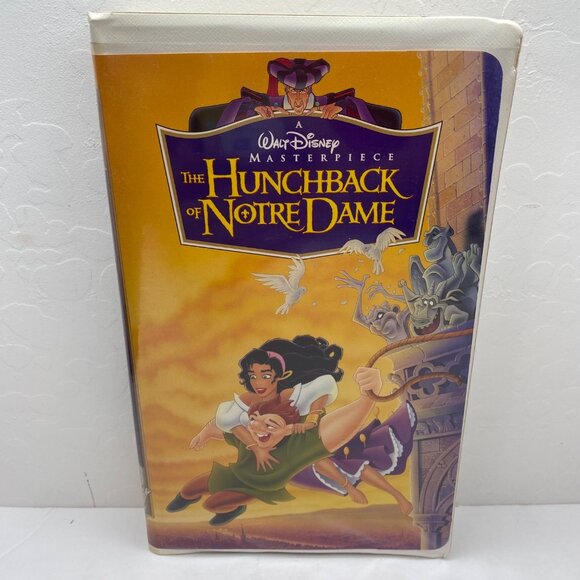 A
Walt Disney
MASTERPIECE
THE HUNCHBACK
OF NOTRE DAME